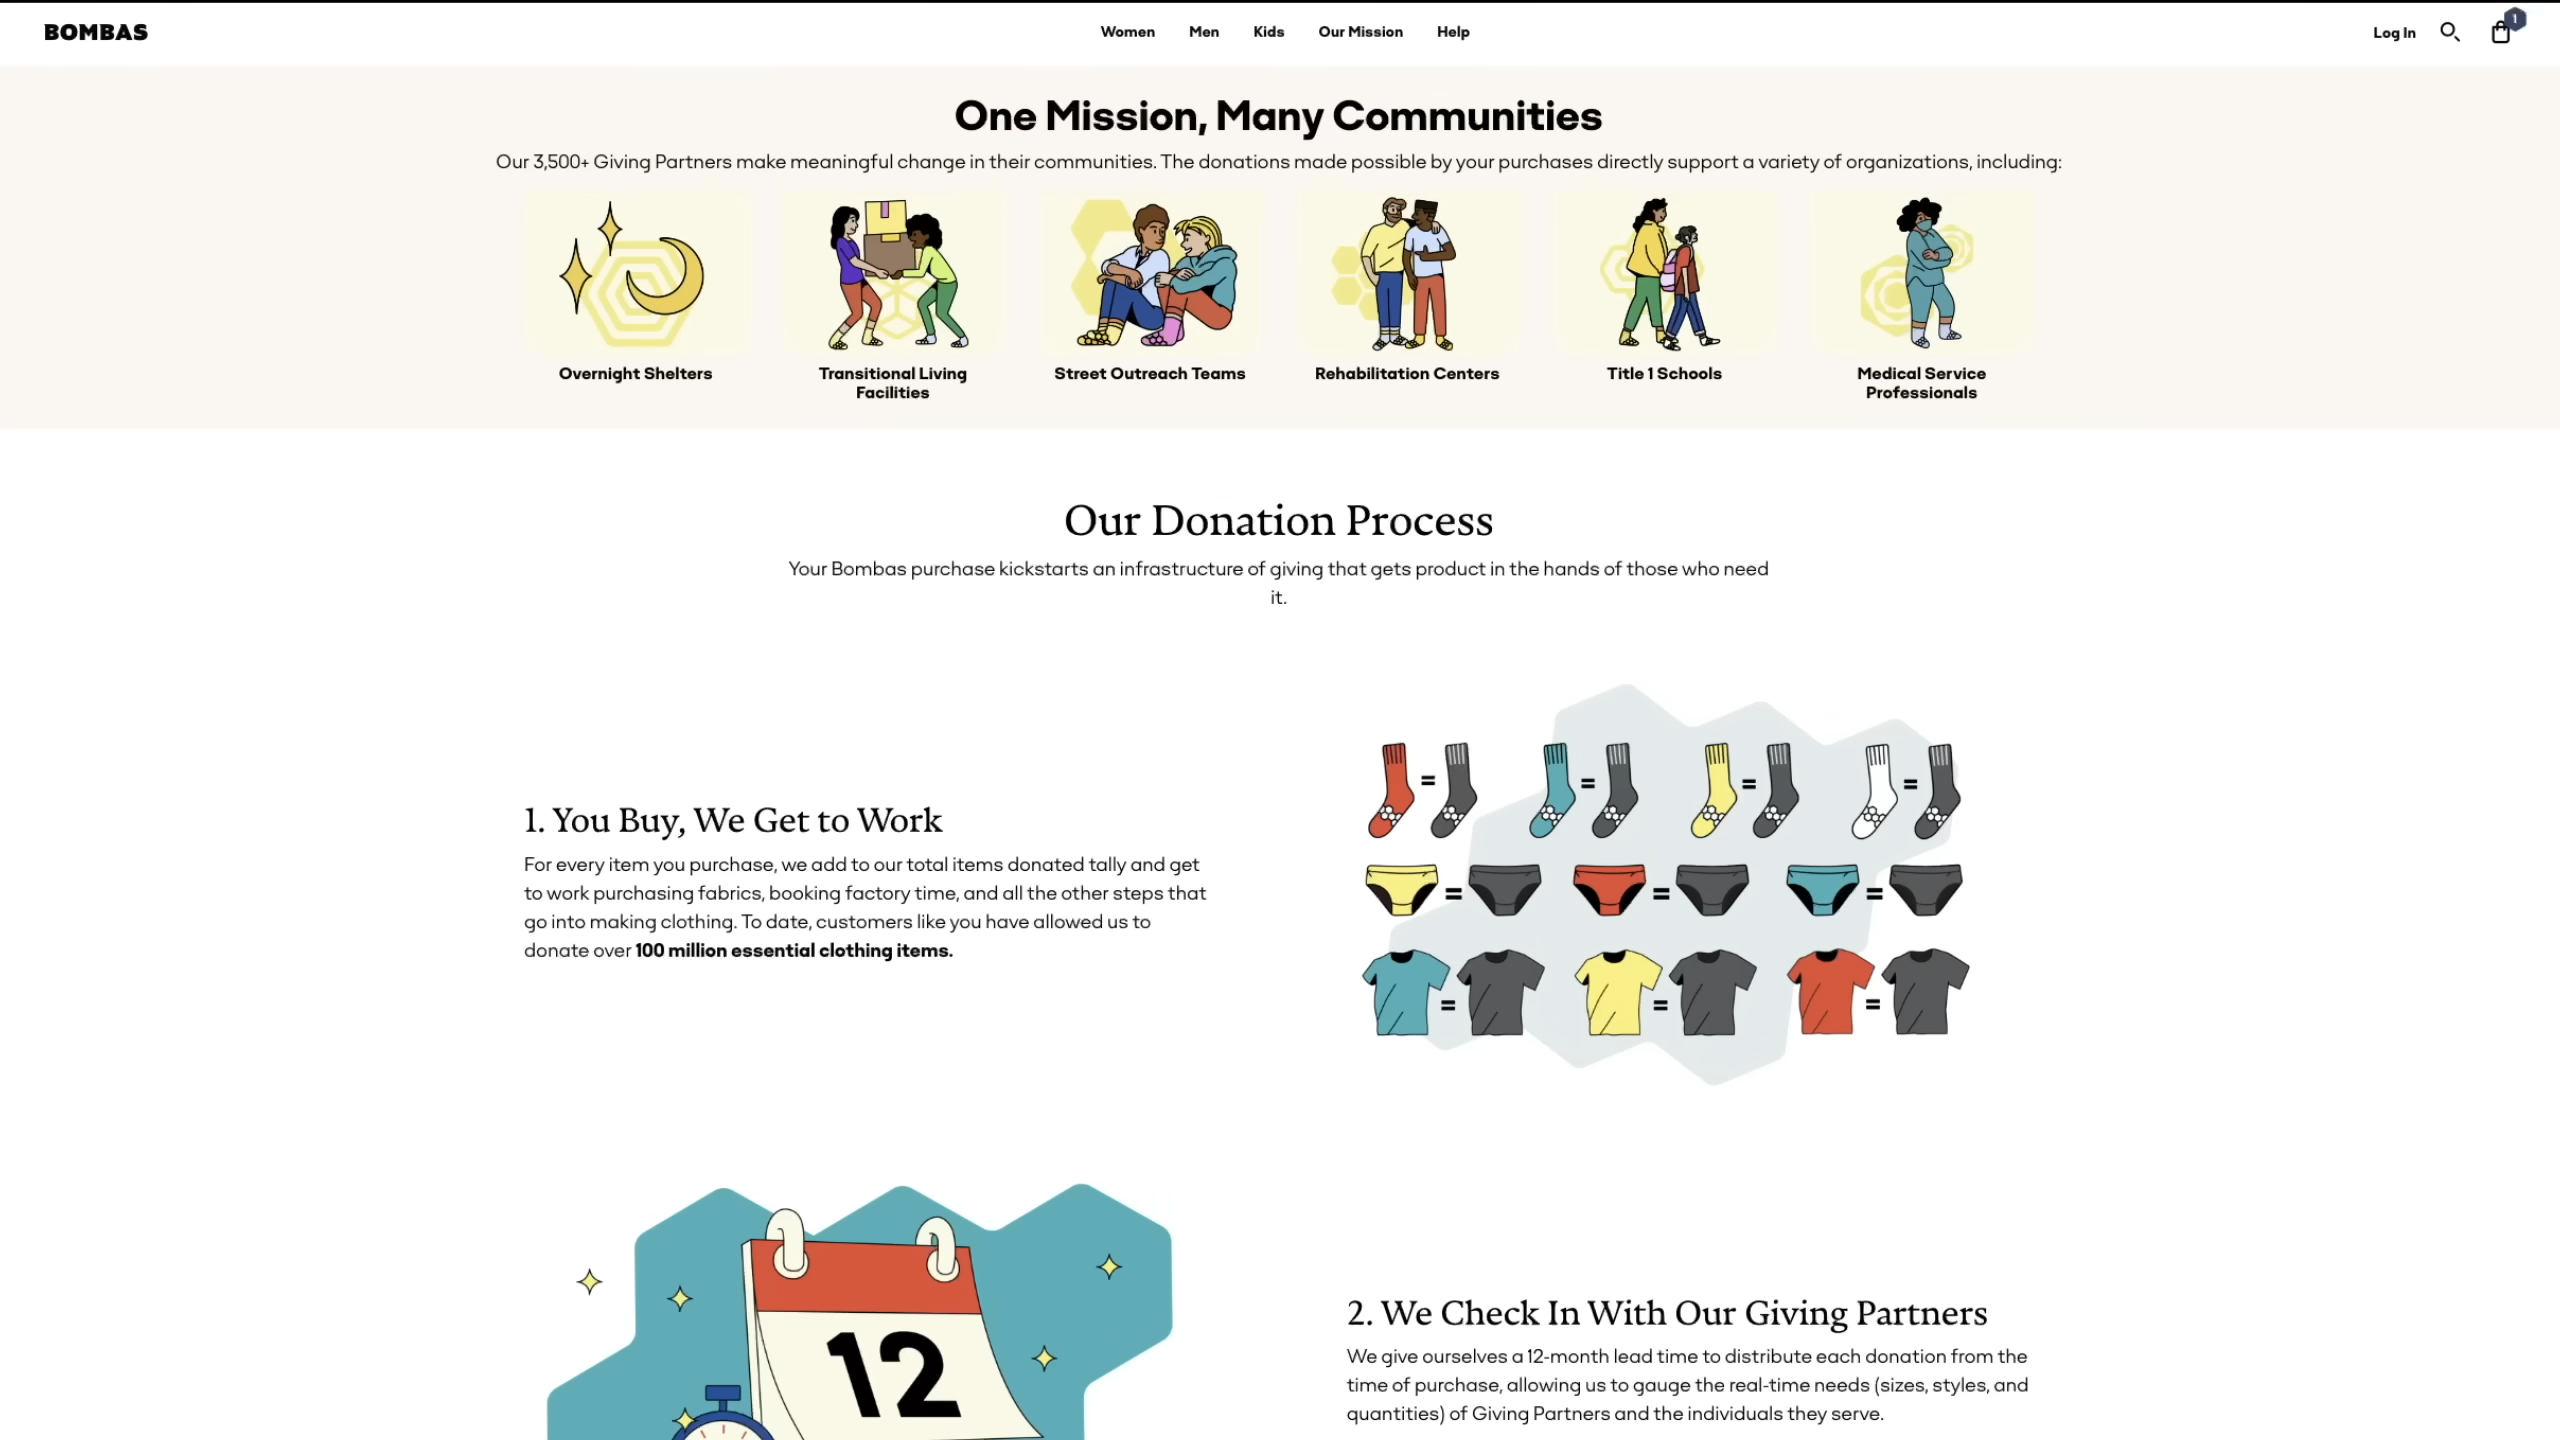 BOMBAS
Women Men Kids Our Mission Help
Log In
1
One Mission, Many Communities
Our 3,500+ Giving Partners make meaningful change in their communities. The donations made possible by your purchases directly support a variety of organizations, including:
Overnight Shelters
Transitional Living
Facilities
Street Outreach Teams
Rehabilitation Centers
Title 1 Schools
Medical Service
Professionals
Our Donation Process
Your Bombas purchase kickstarts an infrastructure of giving that gets product in the hands of those who need
it.
1. You Buy, We Get to Work
For every item you purchase, we add to our total items donated tally and get
to work purchasing fabrics, booking factory time, and all the other steps that
go into making clothing. To date, customers like you have allowed us to
donate over 100 million essential clothing items.
= = = =
= = =
= = =
12
2. We Check In With Our Giving Partners
We give ourselves a 12-month lead time to distribute each donation from the
time of purchase, allowing us to gauge the real-time needs (sizes, styles, and
quantities) of Giving Partners and the individuals they serve.